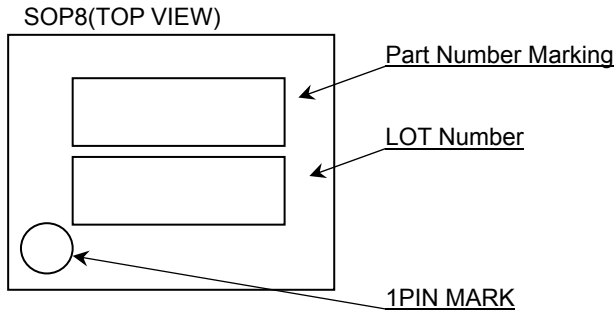 SOP8(TOP VIEW)
Part Number Marking
LOT Number
1PIN MARK